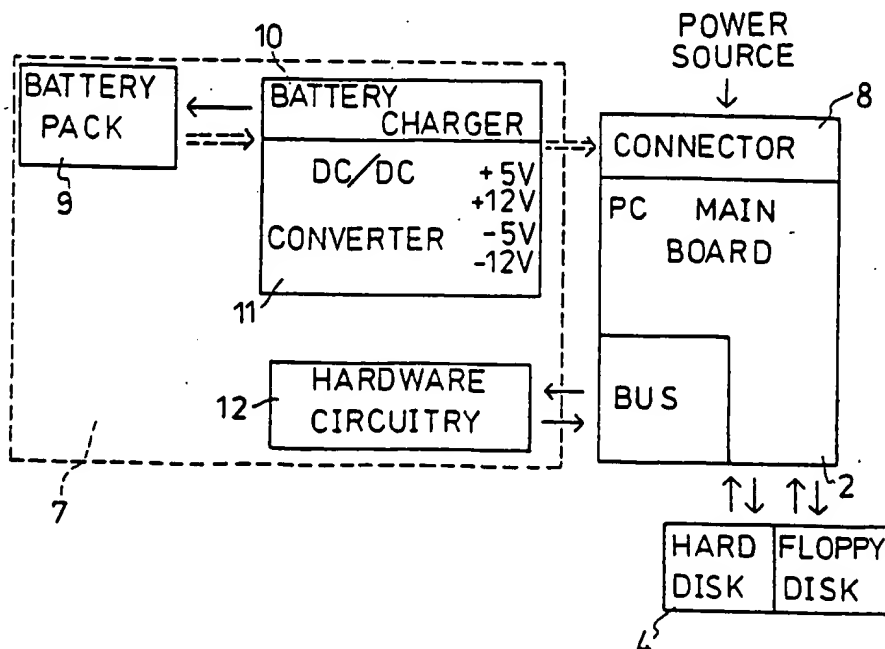 10
POWER
SOURCE
8
BATTERY
PACK
9
BATTERY
CHARGER
CONNECTOR
DC/DC
+5V
+12V
CONVERTER
-5V
-12V
11
PC MAIN
BOARD
12
HARDWARE
CIRCUITRY
BUS
7
2
HARD
DISK
FLOPPY
DISK
4